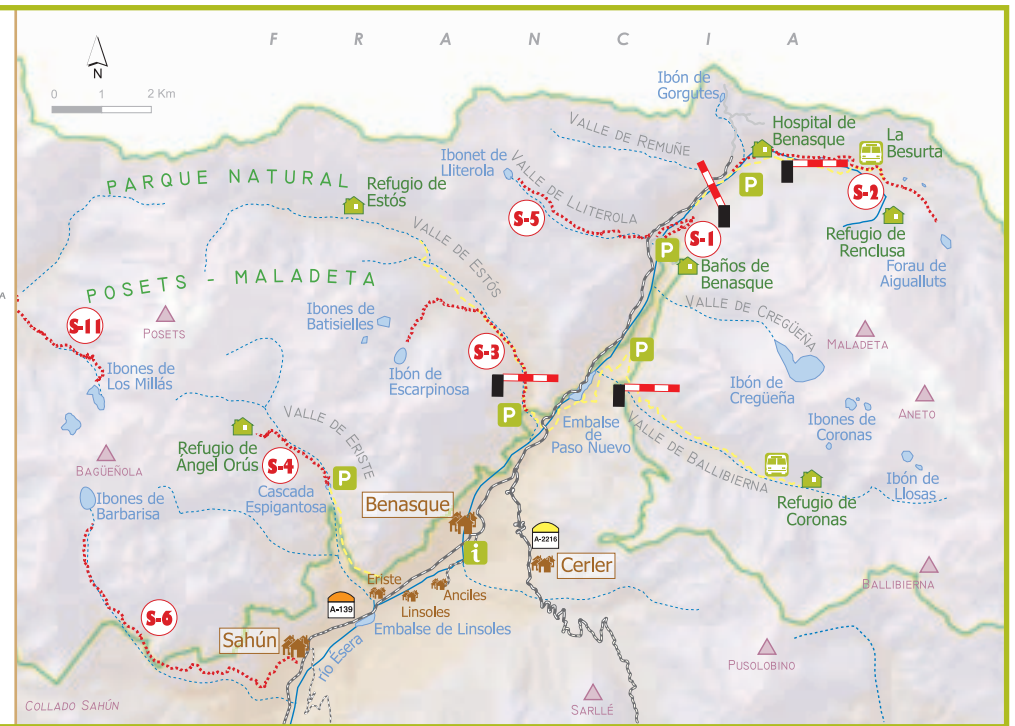 F R A N C I A
N
0 1 2 Km
Ibón de
Gorgutes
Hospital de
Benasque
La
Besurta
VALLE DE REMUÑE
Ibonet de
Lliterola
VALLE DE LLITEROLA
PARQUE NATURAL
Refugio de
Estós
P
S-2
S-5
S-1
Refugio de
Renclusa
P
VALLE DE ESTÓS
Baños de
Benasque
Forau de
Aigualluts
POSETS - MALADETA
A
Ibones de
Batisielles
VALLE DE CREGÜEÑA
S-11
POSETS
MALADETA
S-3
P
Ibones de
Los Millás
Ibón de
Escarpinosa
Ibón de
Cregüeña
ANETO
P
VALLE DE ERISTE
Embalse
de
Paso Nuevo
Ibones de
Coronas
Refugio de
Ángel Orús
VALLE DE BALLIBIERNA
BAGÜEÑOLA
S-4
P
Ibón de
Llosas
Cascada
Espigantosa
Ibones de
Barbarisa
Benasque
Refugio de
Coronas
A-2216
i
Cerler
Eriste
Anciles
BALLIBIERNA
A-139
Linsoles
S-6
Embalse de Linsoles
Sahún
río Esera
PUSOLOBINO
COLLADO SAHÚN
SARLLÉ